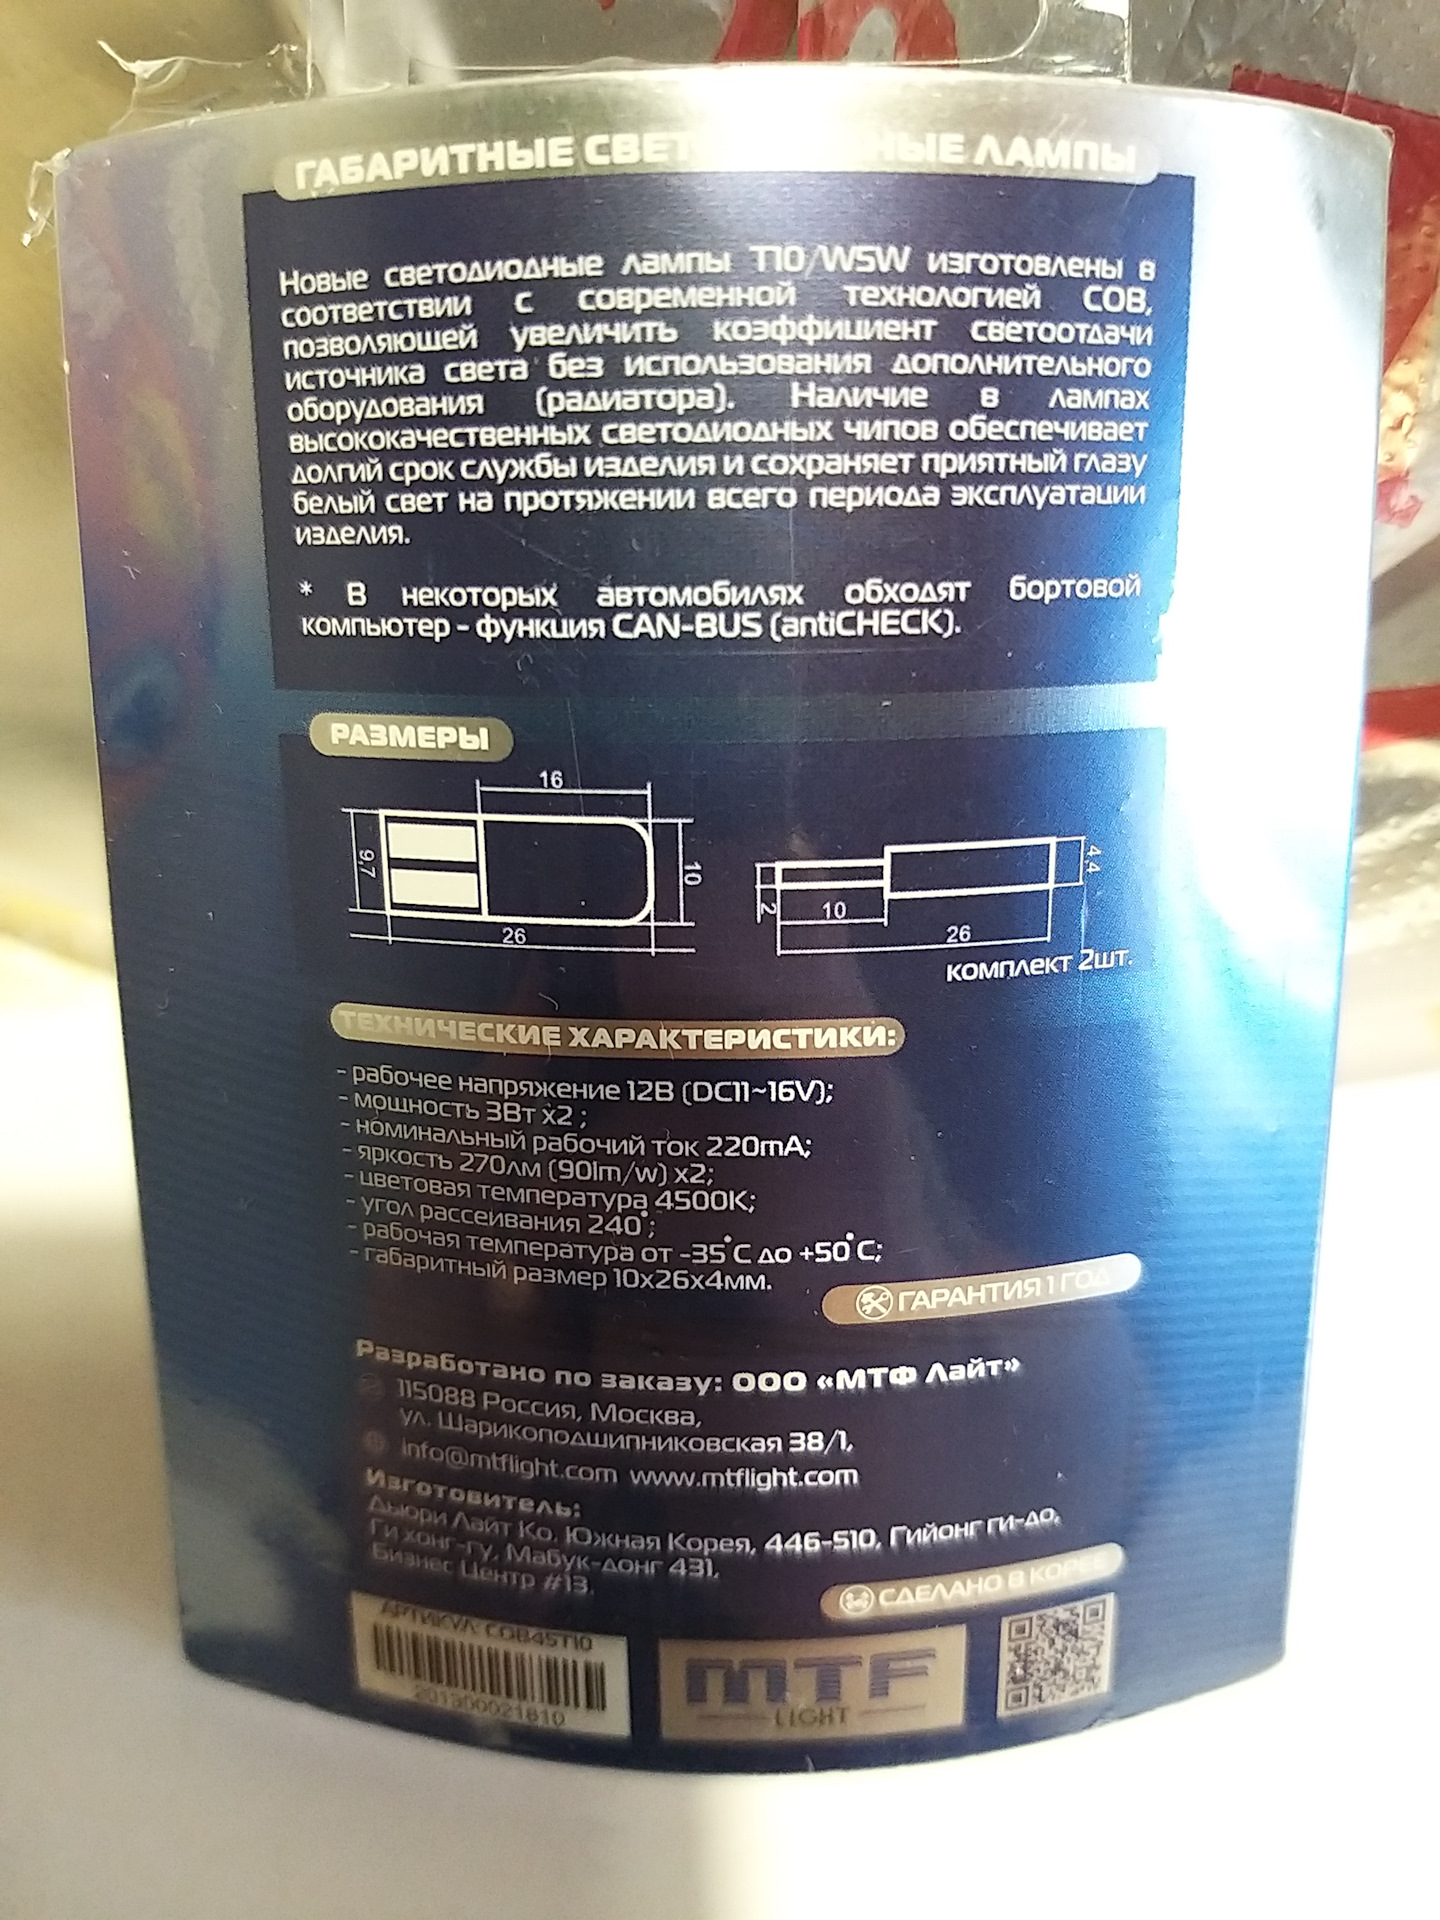 ГАБАРИТНЫЕ ЛАМПЫ
Новые светодиодные лампы T10/W5W изготовлены в
соответствии с современной технологией COB,
позволяющей увеличить коэффициент светоотдачи
источника света без использования дополнительного
оборудования (радиатора). Наличие в лампах
высококачественных светодиодных чипов обеспечивает
долгий срок службы изделия и сохраняет приятный глазу
белый свет на протяжении всего периода эксплуатации
изделия.
* В некоторых автомобилях обходят бортовой
компьютер - функция CAN-BUS (antiCHECK).
РАЗМЕРЫ
16
9,7
10
26
4,4
2
10
26
комплект 2шт.
ТЕХНИЧЕСКИЕ ХАРАКТЕРИСТИКИ:
- рабочее напряжение 12В (DC11~16V);
- мощность 3Вт x2 ;
- номинальный рабочий ток 220mA;
- яркость 270лм (90lm/w) x2;
- цветовая температура 4500K;
- угол рассеивания 240°;
- рабочая температура от -35°C до +50°C;
- габаритный размер 10x26x4мм.
ГАРАНТИЯ 1 ГОД
Разработано по заказу: ООО «МТФ Лайт»
115088 Россия, Москва,
ул. Шарикоподшипниковская 38/1,
info@mtflight.com www.mtflight.com
Изготовитель:
Дьюри Лайт Ко. Южная Корея, 446-510, Гийонг ги-до,
Ги хонг-гу, Мабук-донг 431,
Бизнес Центр #13.
СДЕЛАНО В КОРЕЕ
АРТИКУЛ: COB45T10
201300021810
MTF
LIGHT